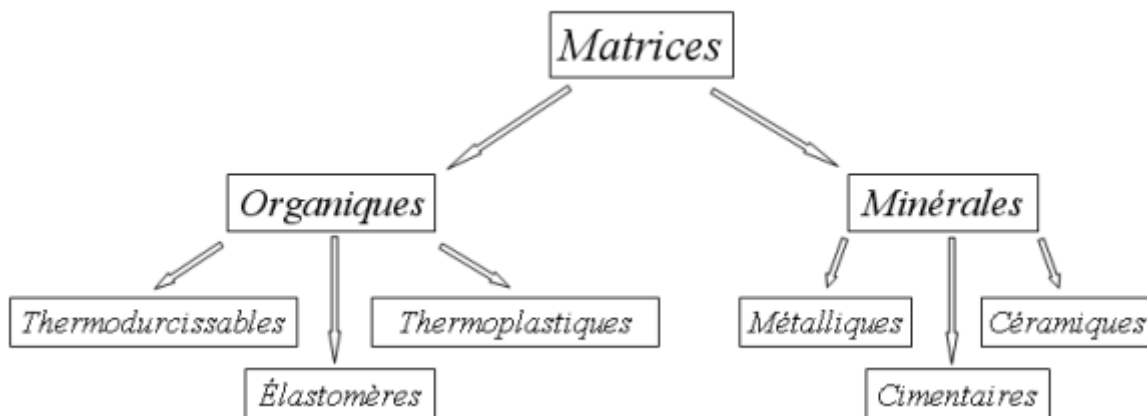 Matrices
Organiques
Minérales
Thermodurcissables
Thermoplastiques
Métalliques
Céramiques
Élastomères
Cimentaires